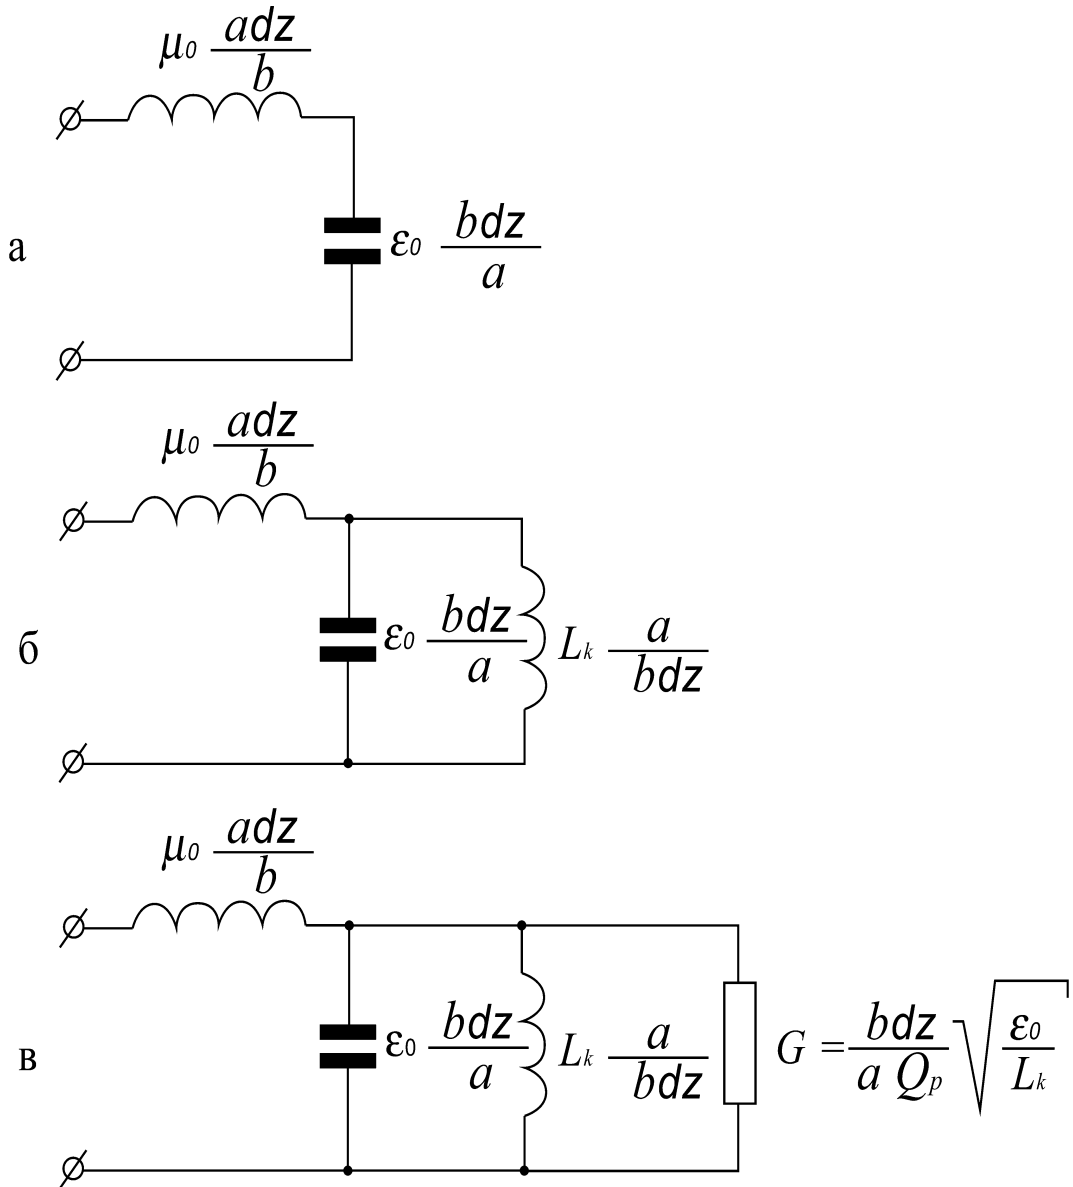 μ₀ adz/b
а
ε₀ bdz/a
μ₀ adz/b
б
ε₀ bdz/a Lₖ a/bdz
μ₀ adz/b
в
ε₀ bdz/a Lₖ a/bdz G = bdz/(a Qₚ) √(ε₀/Lₖ)